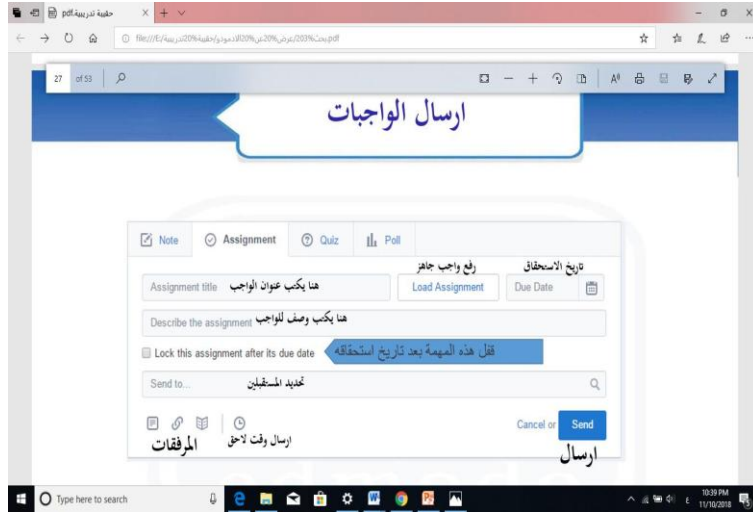 حقيبة تدريبية.pdf
27 of 53
ارسال الواجبات
Note Assignment Quiz Poll
رفع واجب جاهز
تاريخ الاستحقاق
Assignment title هنا يكتب عنوان الواجب Load Assignment Due Date
Describe the assignment هنا يكتب وصف للواجب
Lock this assignment after its due date قفل هذه المهمة بعد تاريخ استحقاقه
Send to... تحديد المستقبلين
Cancel or Send
المرفقات ارسال وقت لاحق
ارسال
Type here to search
10:39 PM
11/10/2018